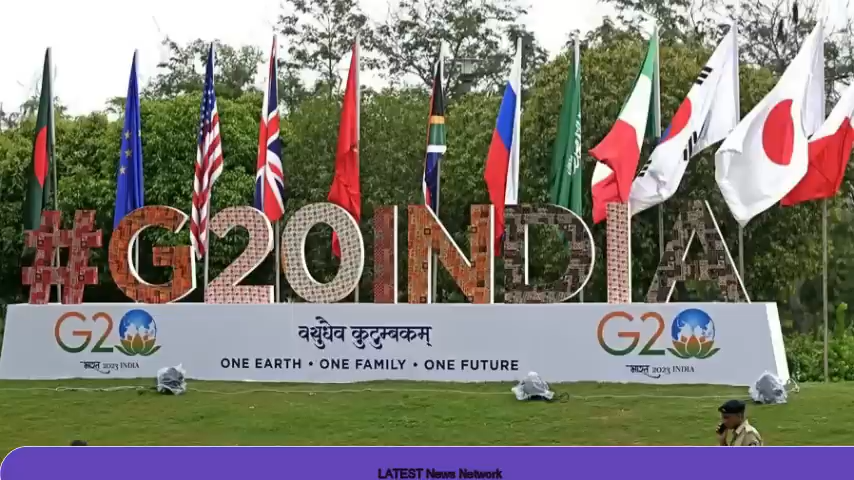 #G20INDIA
G20
भारत 2023 INDIA
वसुधैव कुटुम्बकम्
ONE EARTH • ONE FAMILY • ONE FUTURE
G20
भारत 2023 INDIA
LATEST News Network